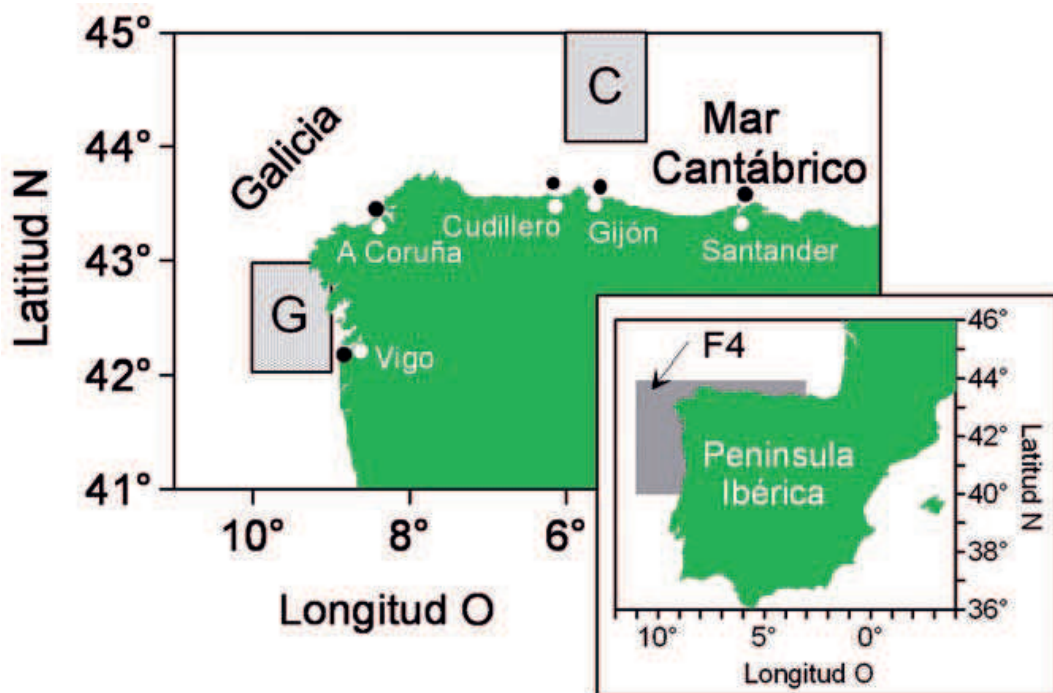 45°
44°
43°
42°
41°
Latitud N
10°
8°
6°
Longitud O
Galicia
C
Mar
Cantábrico
A Coruña
Cudillero
Gijón
Santander
G
Vigo
F4
Peninsula
Ibérica
46°
44°
42°
40°
38°
36°
Latitud N
10°
5°
0°
Longitud O